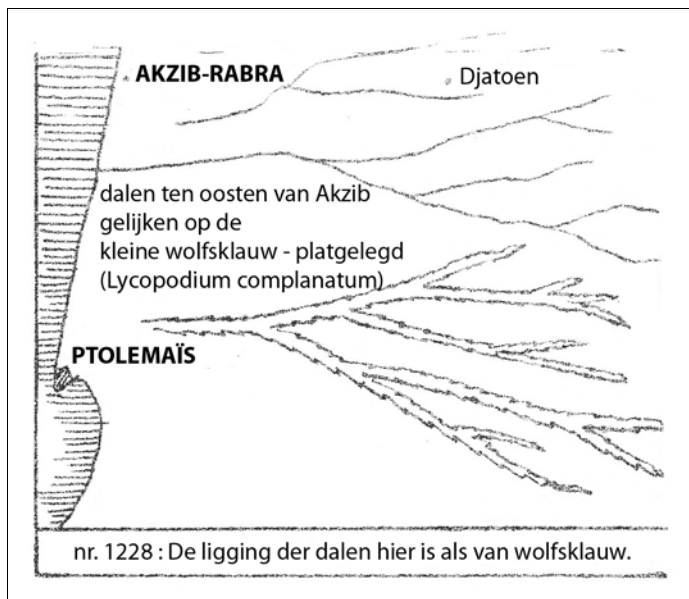 AKZIB-RABRA
Djatoen
dalen ten oosten van Akzib
gelijken op de
kleine wolfsklauw - platgelegd
(Lycopodium complanatum)
PTOLEMAÏS
nr. 1228 : De ligging der dalen hier is als van wolfsklauw.